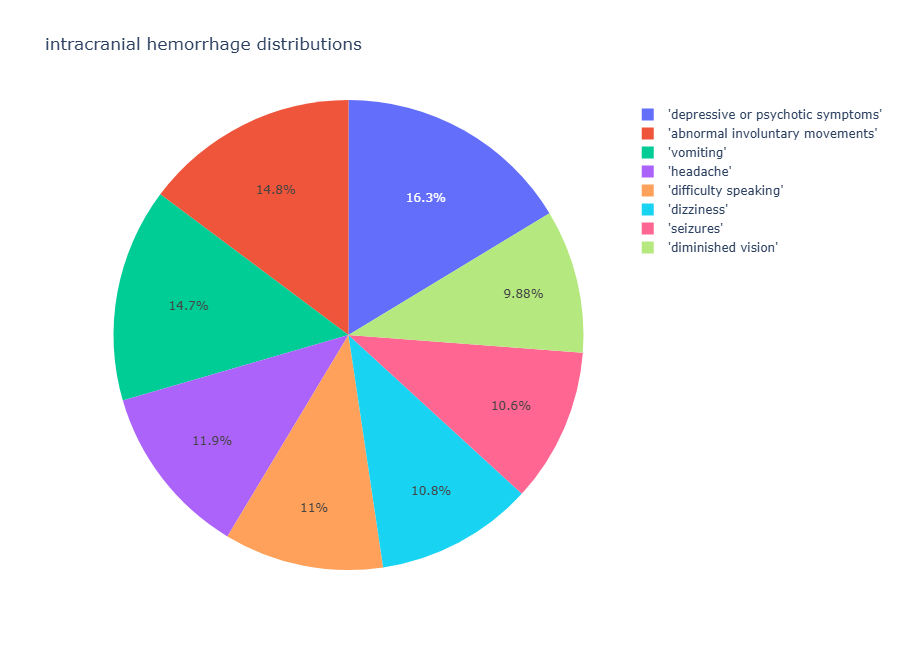 intracranial hemorrhage distributions
'depressive or psychotic symptoms'
'abnormal involuntary movements'
'vomiting'
'headache'
'difficulty speaking'
'dizziness'
'seizures'
'diminished vision'
14.8%
16.3%
9.88%
14.7%
10.6%
11.9%
10.8%
11%